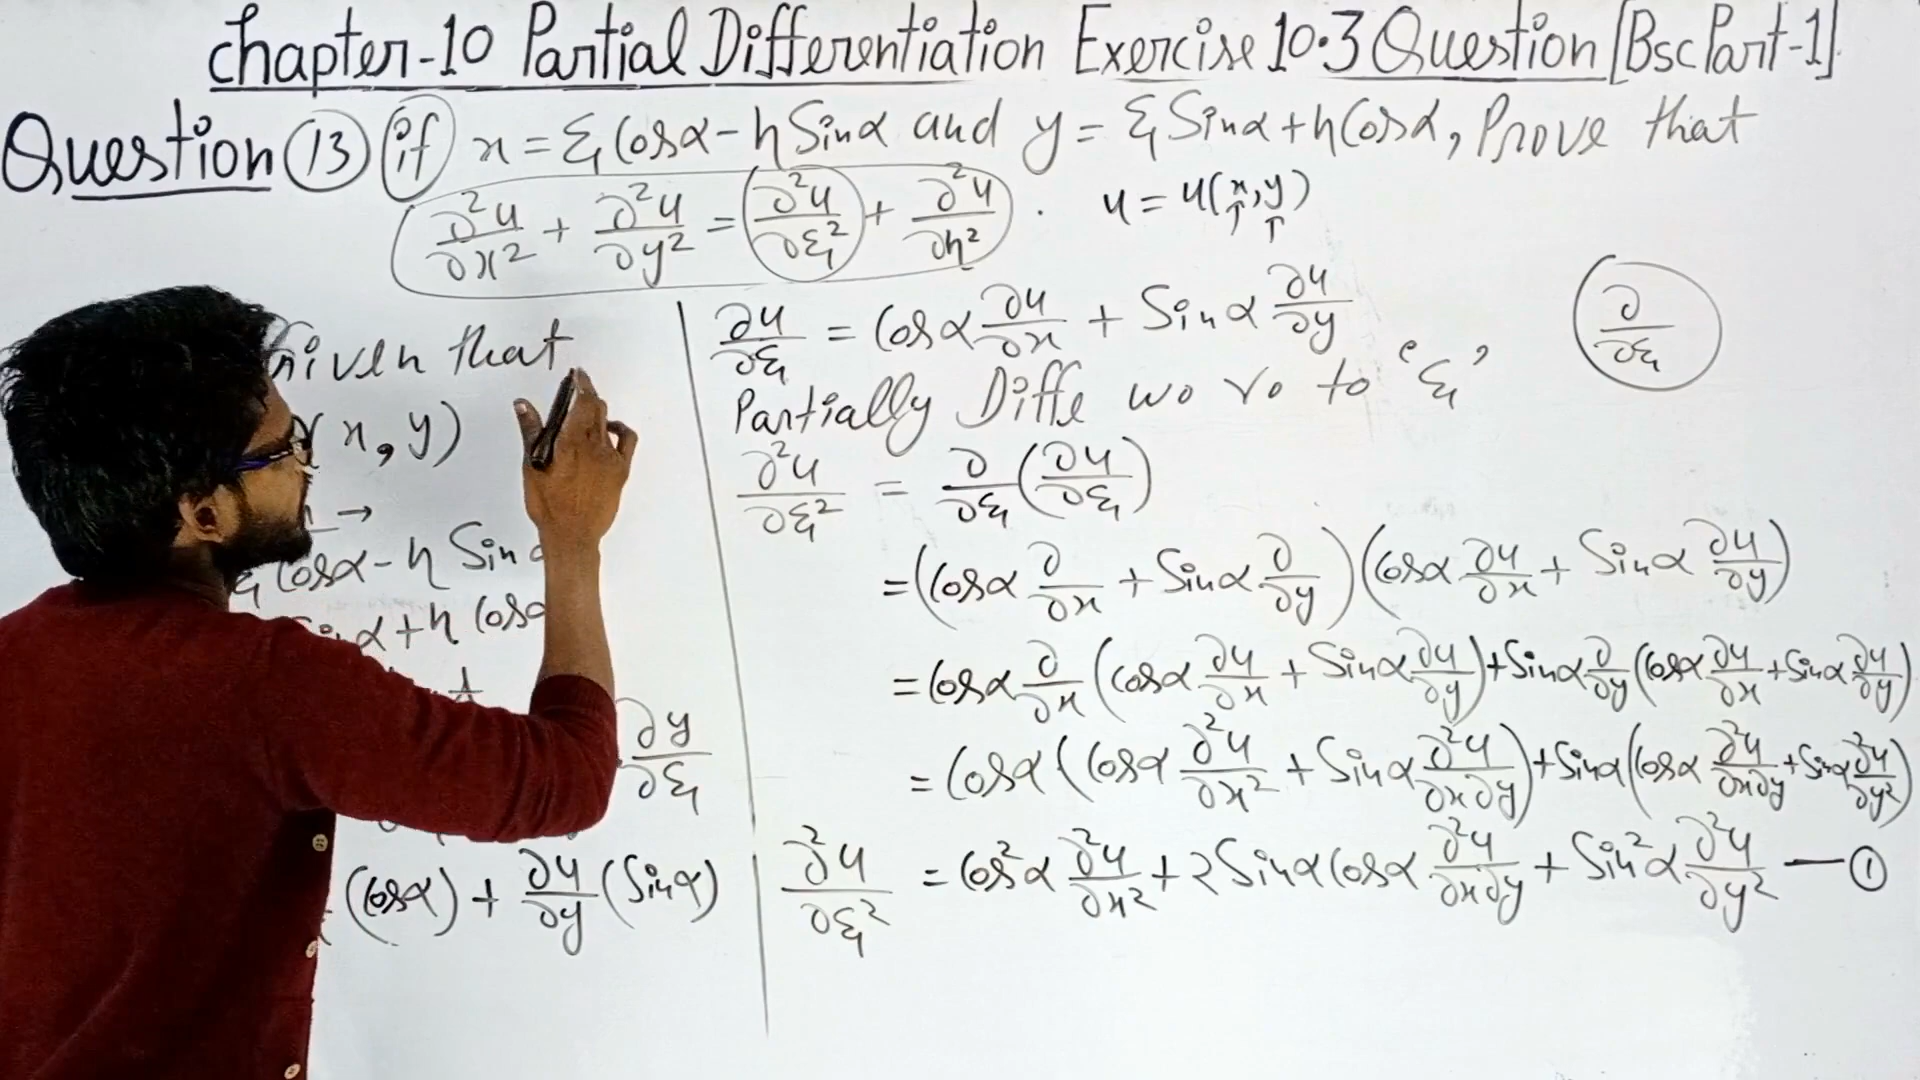 Chapter-10 Partial Differentiation Exercise 10.3 Question [Bsc Part-1]
Question (13) if x = ξ Cosα - η Sinα and y = ξ Sinα + η Cosα, Prove that
∂²u/∂x² + ∂²u/∂y² = ∂²u/∂ξ² + ∂²u/∂η² . u = u(x, y)
↑ ↑
Given that
(x, y)
→
ξ Cosα - η Sin
Sinα + η Cosα
∂y/∂ξ
(Cosα) + ∂u/∂y (Sinα)
∂u/∂ξ = Cosα ∂u/∂x + Sinα ∂u/∂y
∂/∂ξ
Partially Diffe w. r. to 'ξ'
∂²u/∂ξ² = ∂/∂ξ (∂u/∂ξ)
= (Cosα ∂/∂x + Sinα ∂/∂y) (Cosα ∂u/∂x + Sinα ∂u/∂y)
= Cosα ∂/∂x (Cosα ∂u/∂x + Sinα ∂u/∂y) + Sinα ∂/∂y (Cosα ∂u/∂x + Sinα ∂u/∂y)
= Cosα (Cosα ∂²u/∂x² + Sinα ∂²u/∂x∂y) + Sinα (Cosα ∂²u/∂x∂y + Sinα ∂²u/∂y²)
∂²u/∂ξ² = Cos²α ∂²u/∂x² + 2 Sinα Cosα ∂²u/∂x∂y + Sin²α ∂²u/∂y² — ①